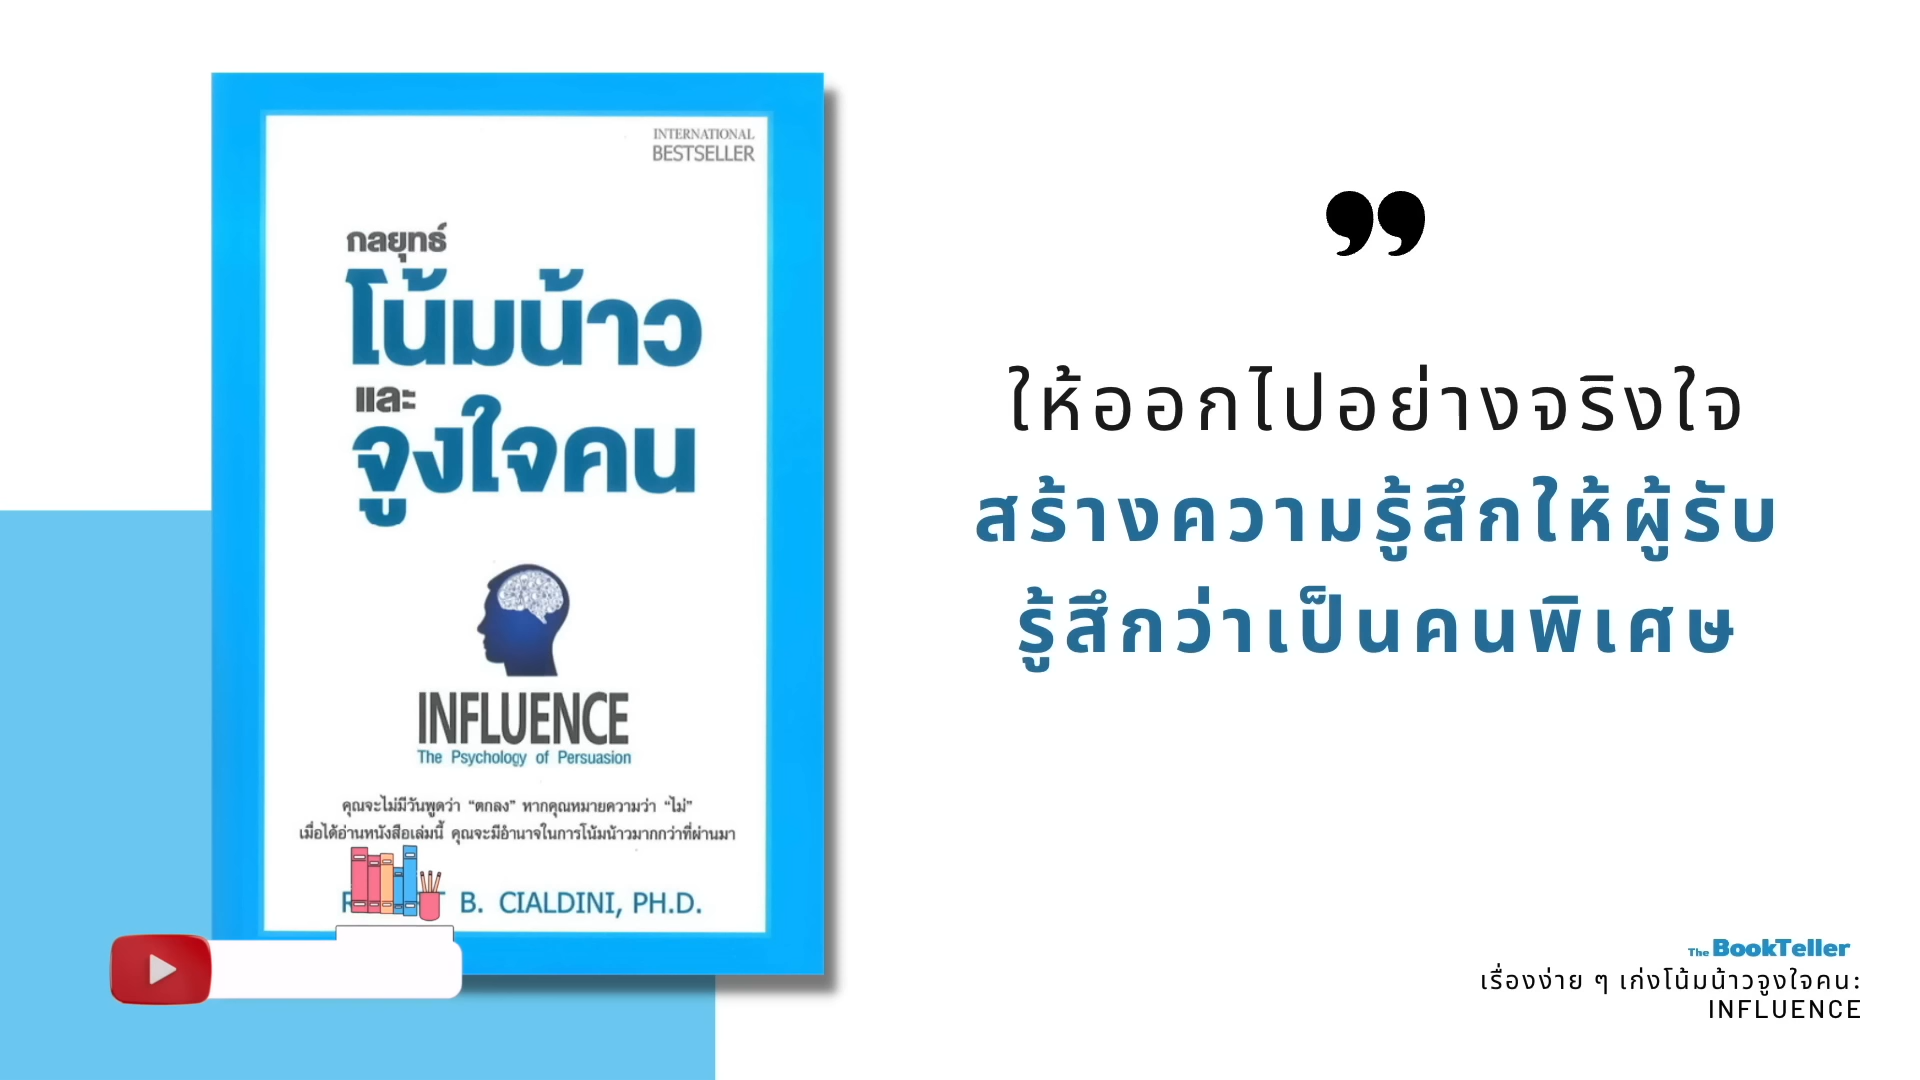 INTERNATIONAL
BESTSELLER
กลยุทธ์
โน้มน้าว
และ
จูงใจคน
INFLUENCE
The Psychology of Persuasion
คุณจะไม่มีวันพูดว่า “ตกลง” หากคุณหมายความว่า “ไม่”
เมื่อได้อ่านหนังสือเล่มนี้ คุณจะมีอำนาจในการโน้มน้าวมากกว่าที่ผ่านมา
B. CIALDINI, PH.D.
ให้ออกไปอย่างจริงใจ
สร้างความรู้สึกให้ผู้รับ
รู้สึกว่าเป็นคนพิเศษ
The BookTeller
เรื่องง่าย ๆ เก่งโน้มน้าวจูงใจคน:
INFLUENCE